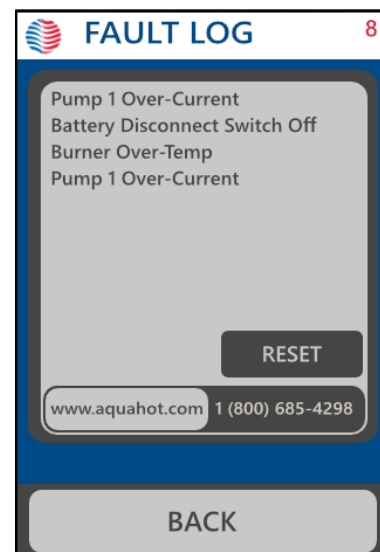 FAULT LOG
8
Pump 1 Over-Current
Battery Disconnect Switch Off
Burner Over-Temp
Pump 1 Over-Current
RESET
www.aquahot.com 1 (800) 685-4298
BACK